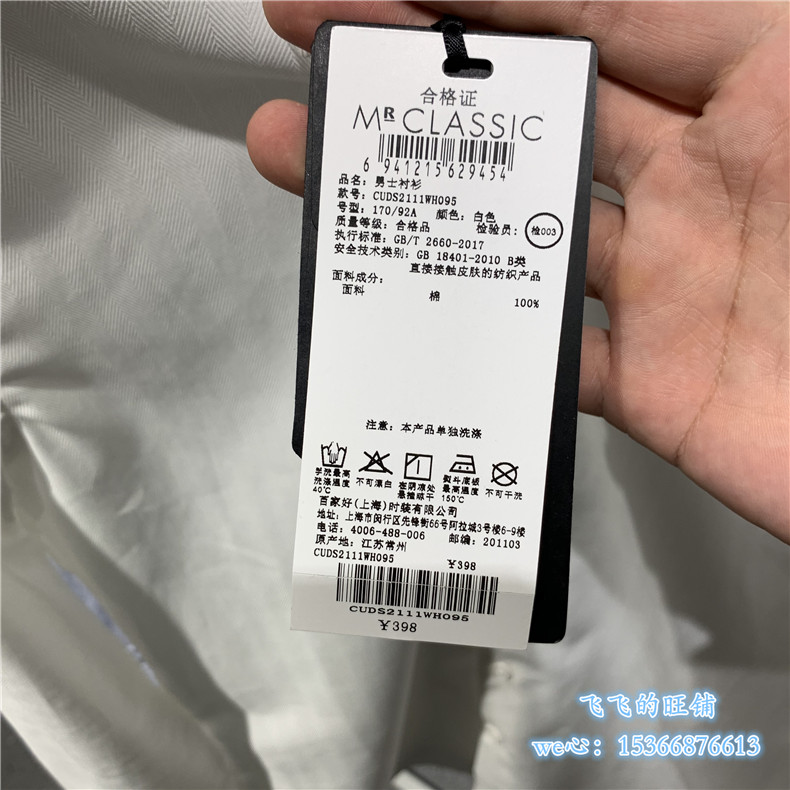 合格证
MR CLASSIC
6 941215 629454
品名: 男士衬衫
款号: CUDS2111WH095
号型: 170/92A 颜色: 白色
质量等级: 合格品 检验员: 检003
执行标准: GB/T 2660-2017
安全技术类别: GB 18401-2010 B类
直接接触皮肤的纺织产品
面料成分:
面料 棉 100%
注意: 本产品单独洗涤
手洗最高洗涤温度40℃
不可漂白
在阴凉处悬挂晾干
熨斗底板最高温度150℃
不可干洗
百家好(上海)时装有限公司
地址: 上海市闵行区先锋街66号阿拉城3号楼6-9楼
电话: 4006-488-006 邮编: 201103
原产地: 江苏常州
CUDS2111WH095 ￥398
CUDS2111WH095
￥398
飞飞的旺铺
we心: 15366876613